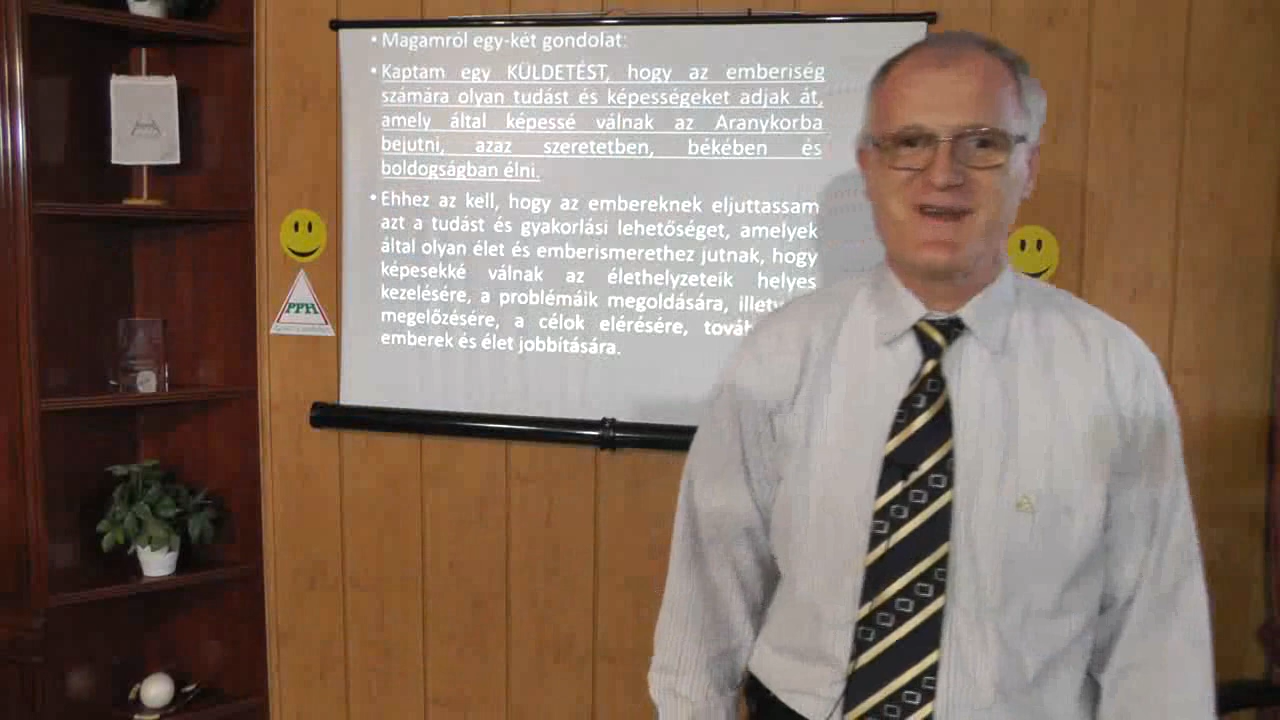 • Magamról egy-két gondolat:
• Kaptam egy KÜLDETÉST, hogy az emberiség
számára olyan tudást és képességeket adjak át,
amely által képessé válnak az Aranykorba
bejutni, azaz szeretetben, békében és
boldogságban élni.
• Ehhez az kell, hogy az embereknek eljuttassam
azt a tudást és gyakorlási lehetőséget, amelyek
által olyan élet és emberismerethez jutnak, hogy
képesekké válnak az élethelyzeteik helyes
kezelésére, a problémáik megoldására,
megelőzésére, a célok elérésére,
emberek és élet jobbítására.
PPH